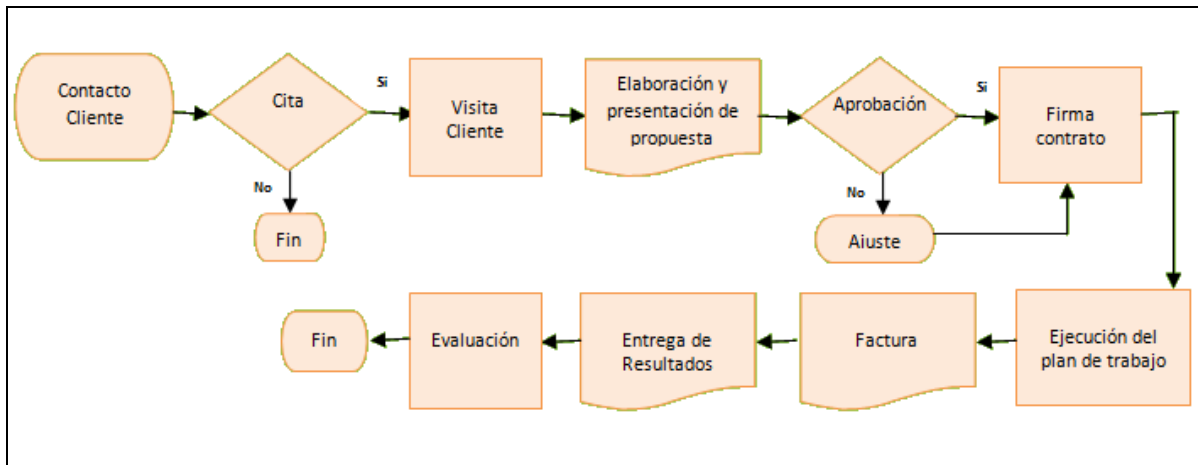 Contacto
Cliente
Cita
Si
No
Fin
Visita
Cliente
Elaboración y
presentación de
propuesta
Aprobación
Si
No
Aiuste
Firma
contrato
Ejecución del
plan de trabajo
Factura
Entrega de
Resultados
Evaluación
Fin